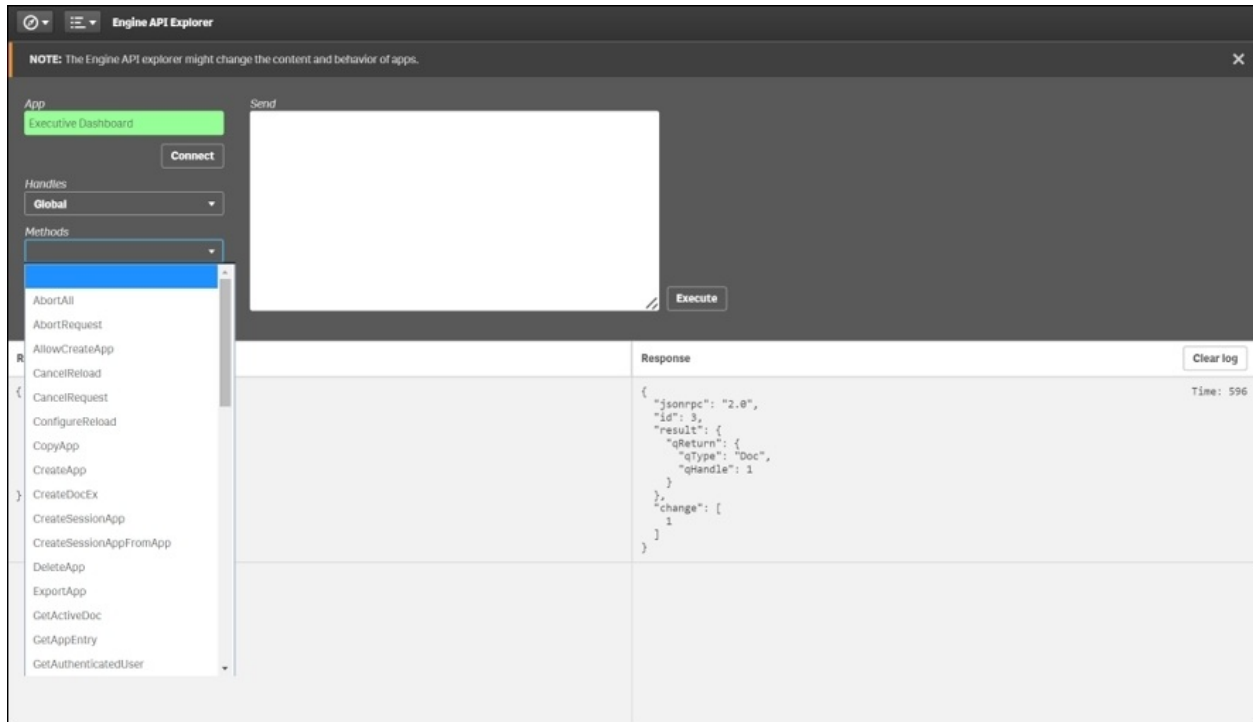 Engine API Explorer
NOTE: The Engine API explorer might change the content and behavior of apps.
App
Executive Dashboard
Connect
Handles
Global
Methods
AbortAll
AbortRequest
AllowCreateApp
CancelReload
CancelRequest
ConfigureReload
CopyApp
CreateApp
CreateDocEx
CreateSessionApp
CreateSessionAppFromApp
DeleteApp
ExportApp
GetActiveDoc
GetAppEntry
GetAuthenticatedUser
Send
Execute
R
{
}
Response
Clear log
Time: 596
{
"jsonrpc": "2.0",
"id": 3,
"result": {
"qReturn": {
"qType": "Doc",
"qHandle": 1
}
},
"change": [
1
]
}